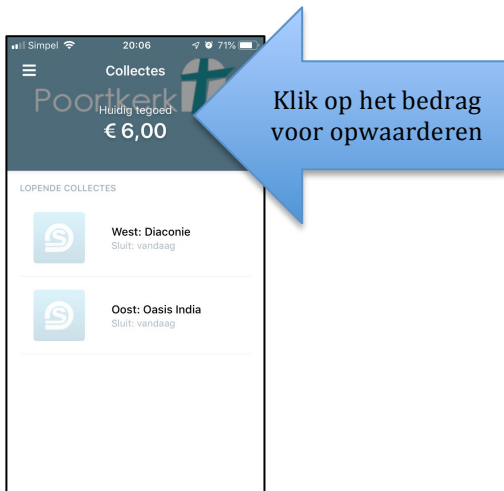 Simpel 20:06 71%
Collectes
Poortkerk
Huidig tegoed
€ 6,00
Klik op het bedrag
voor opwaarderen
LOPENDE COLLECTES
West: Diaconie
Sluit: vandaag
Oost: Oasis India
Sluit: vandaag